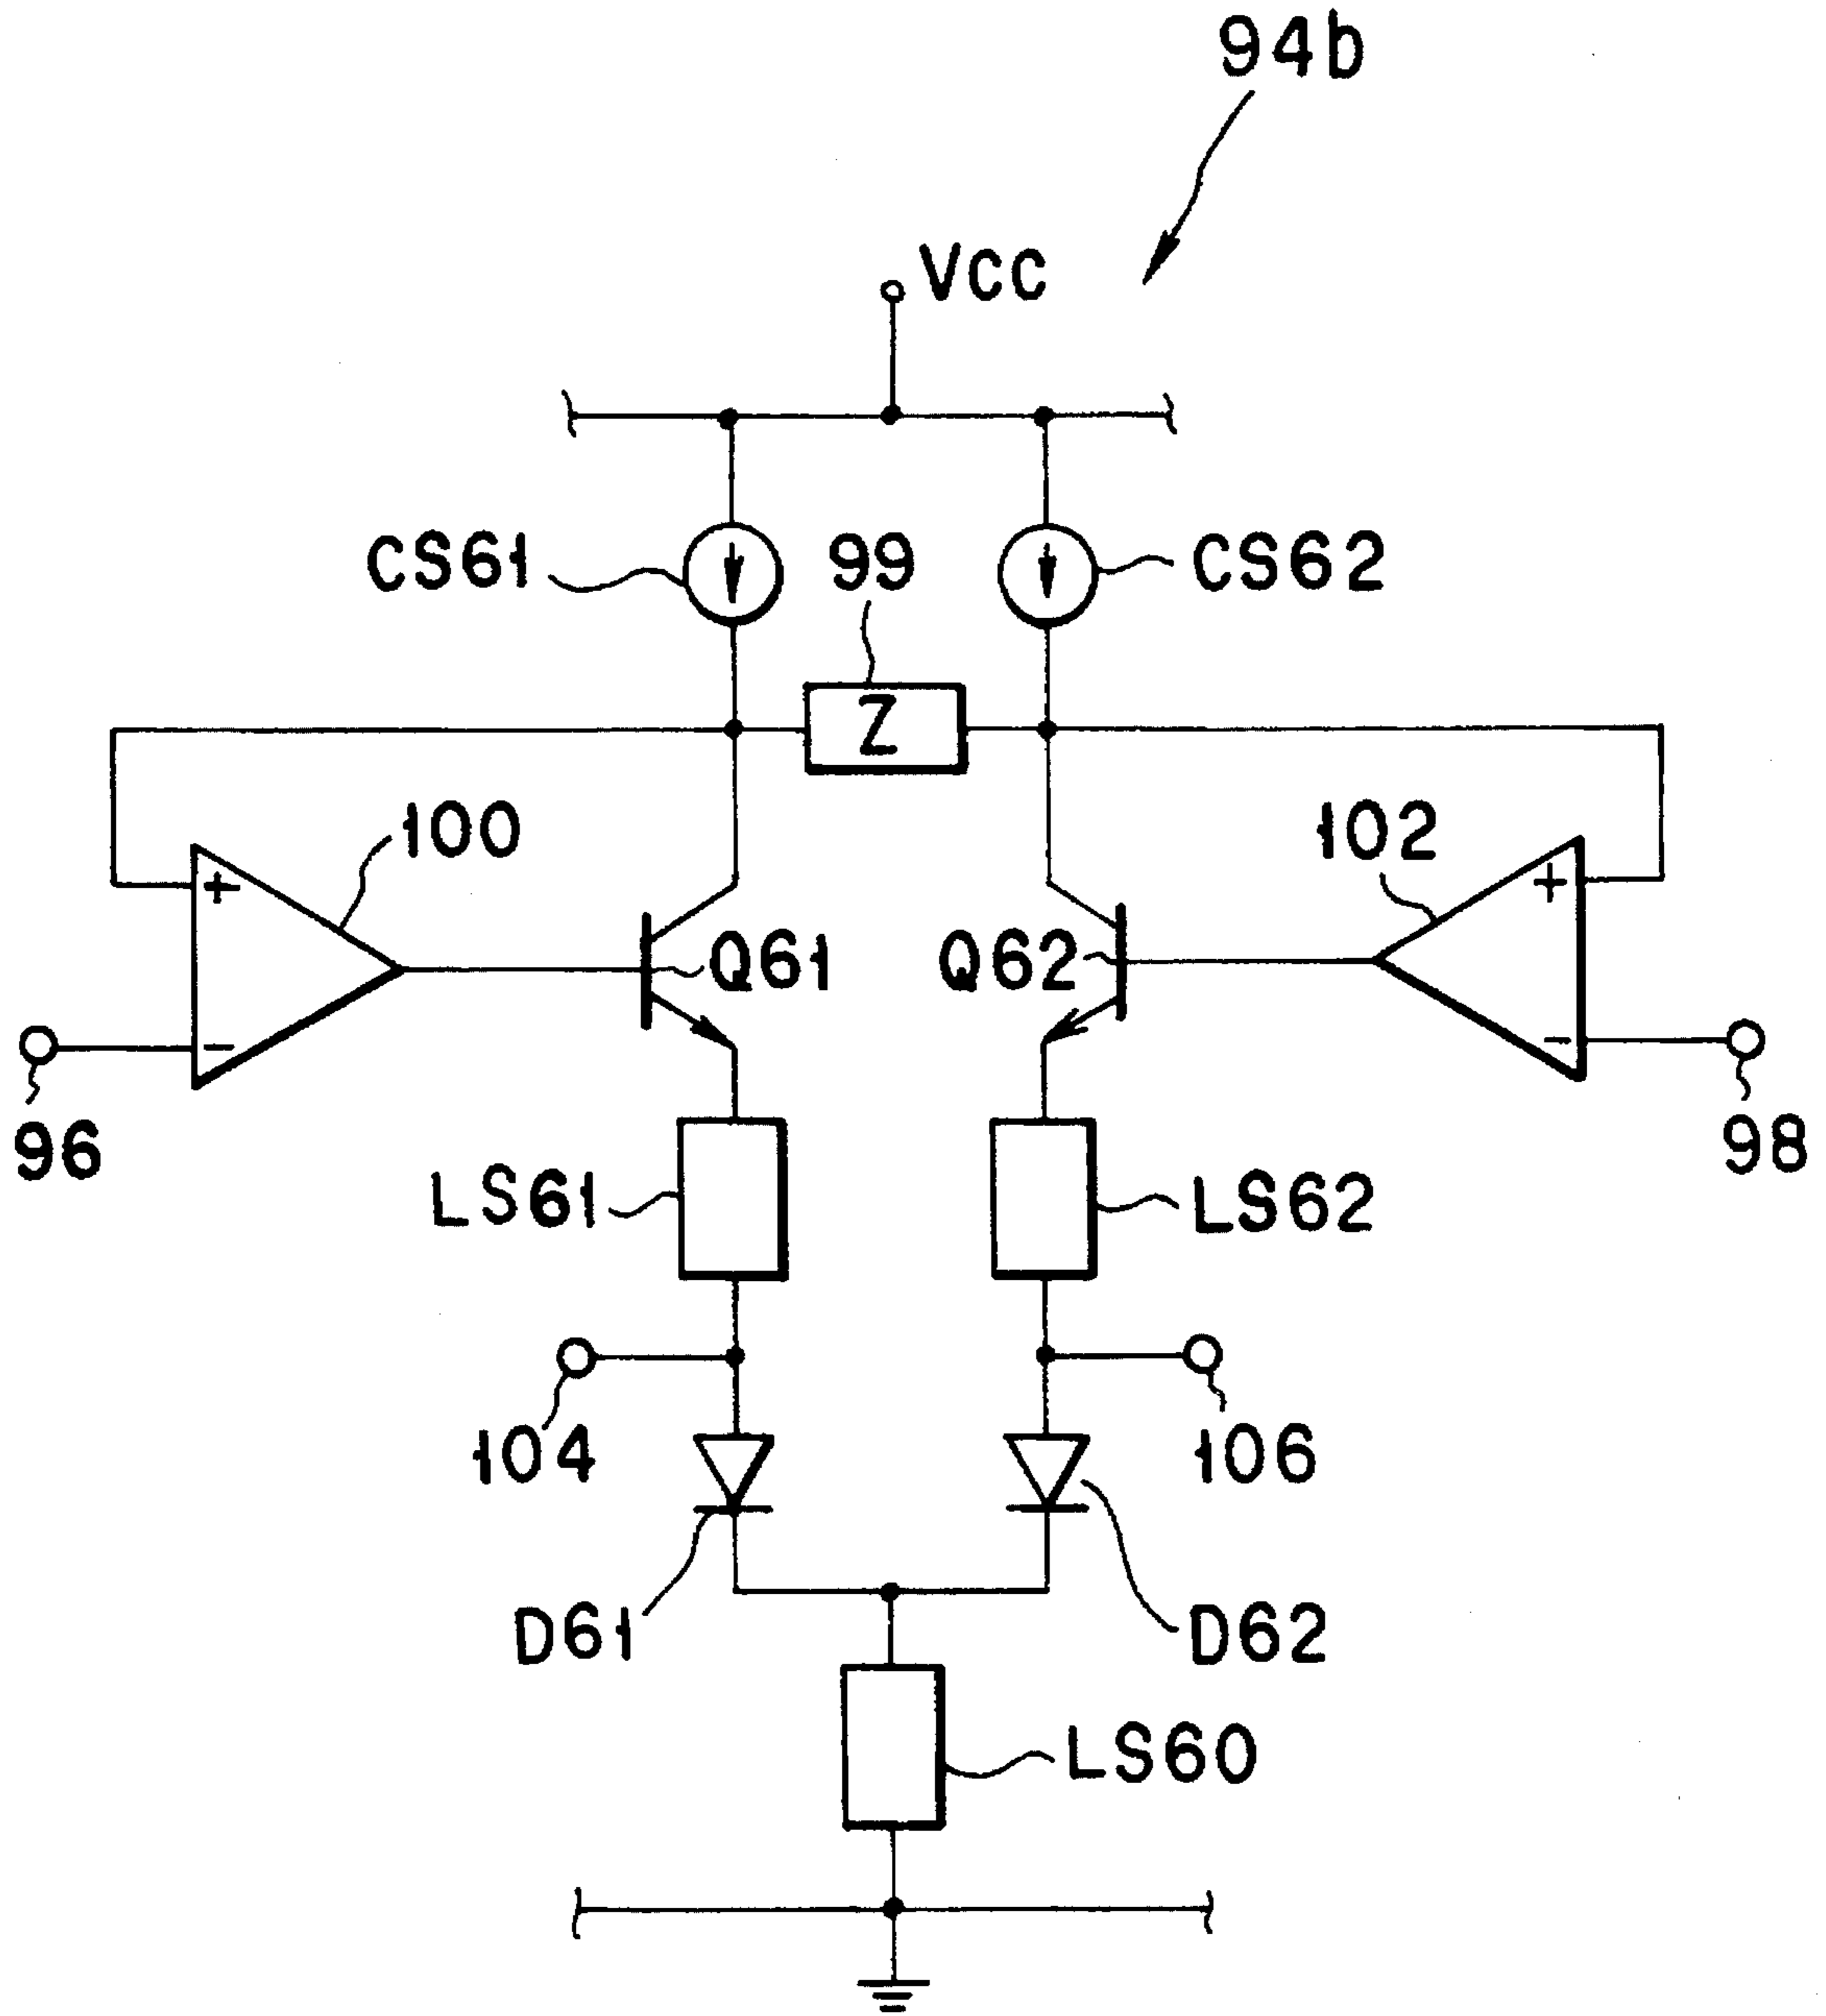 94b
VCC
CS61
99
CS62
Z
100
102
+
+
Q61
Q62
-
-
96
98
LS61
LS62
104
106
D61
D62
LS60